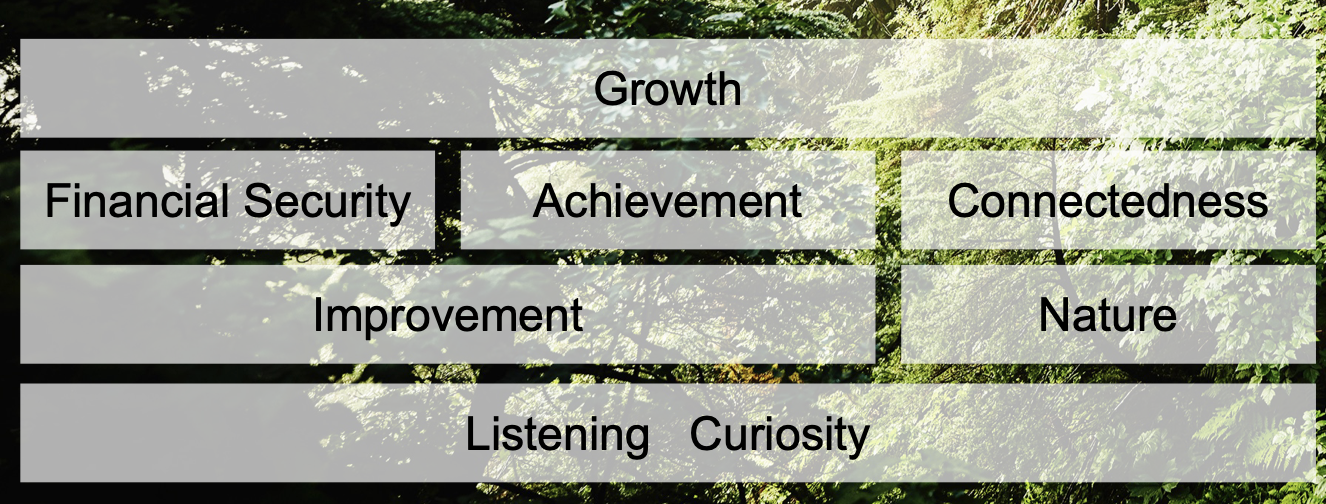 Growth
Financial Security Achievement Connectedness
Improvement Nature
Listening Curiosity